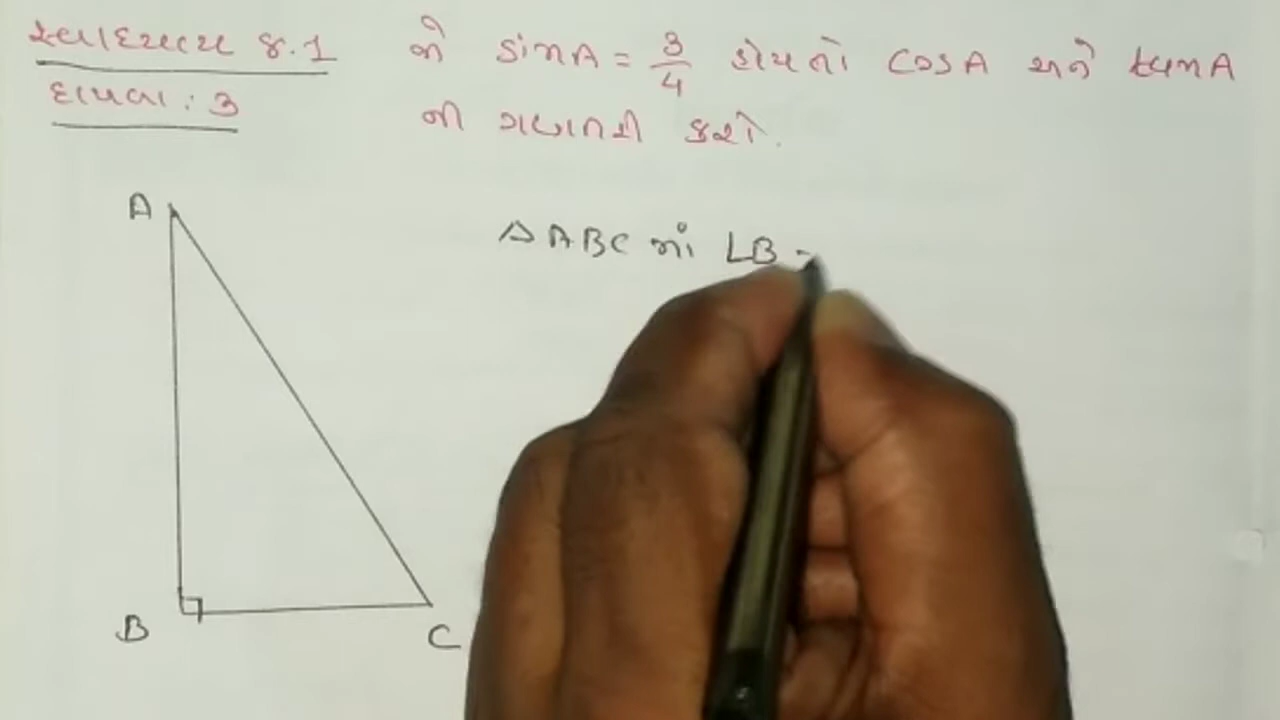 સ્વાધ્યાય 8.1
દાખલા : 3
જો sinA = 3/4 હોય તો cosA અને tanA
ની ગણતરી કરો.
A
△ABC માં ∠B =
B
C